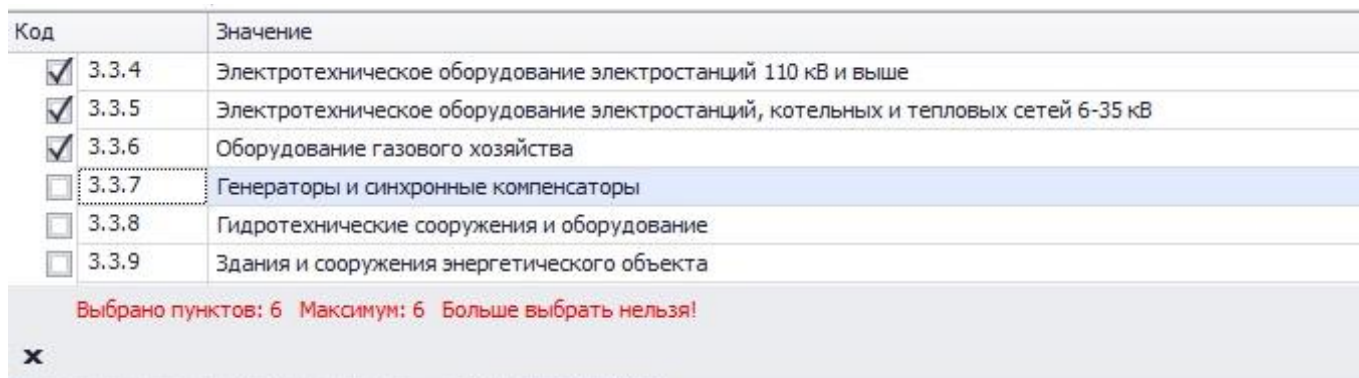 Код Значение
3.3.4 Электротехническое оборудование электростанций 110 кВ и выше
3.3.5 Электротехническое оборудование электростанций, котельных и тепловых сетей 6-35 кВ
3.3.6 Оборудование газового хозяйства
3.3.7 Генераторы и синхронные компенсаторы
3.3.8 Гидротехнические сооружения и оборудование
3.3.9 Здания и сооружения энергетического объекта
Выбрано пунктов: 6 Максимум: 6 Больше выбрать нельзя!